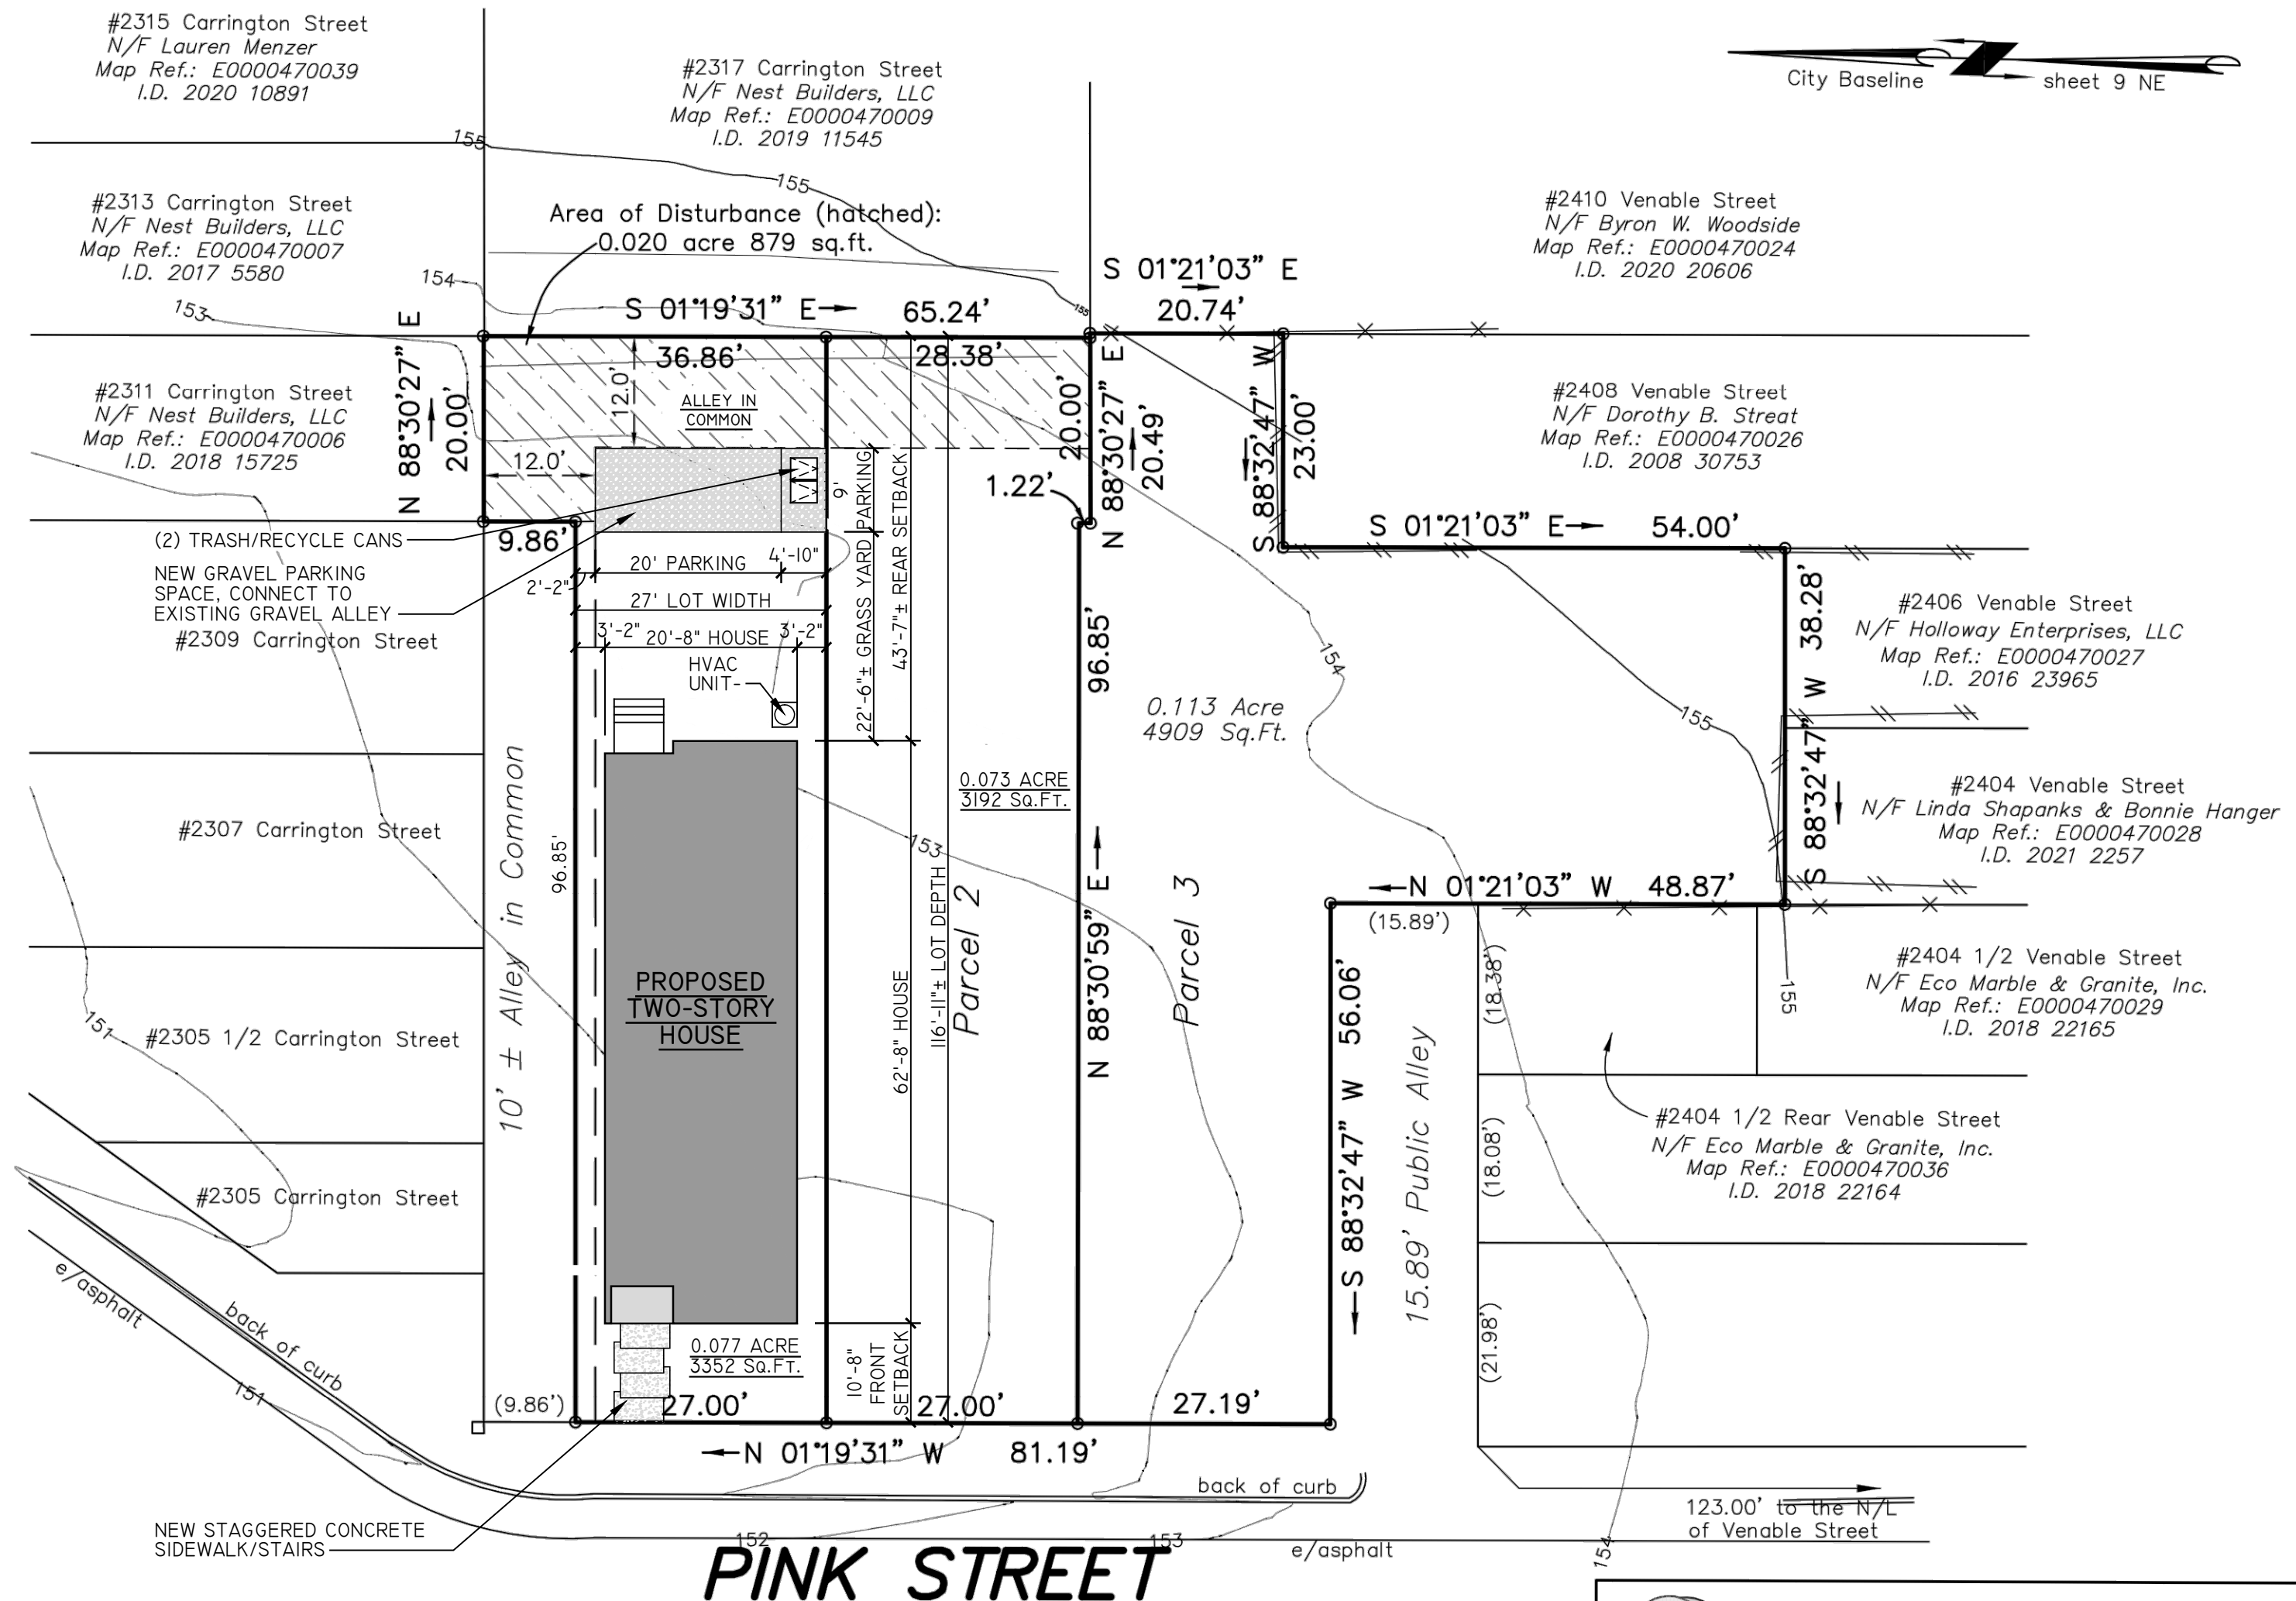 #2315 Carrington Street
N/F Lauren Menzer
Map Ref.: E0000470039
I.D. 2020 10891
#2317 Carrington Street
N/F Nest Builders, LLC
Map Ref.: E0000470009
I.D. 2019 11545
City Baseline
sheet 9 NE
155
155
155
#2313 Carrington Street
N/F Nest Builders, LLC
Map Ref.: E0000470007
I.D. 2017 5580
Area of Disturbance (hatched):
0.020 acre 879 sq.ft.
#2410 Venable Street
N/F Byron W. Woodside
Map Ref.: E0000470024
I.D. 2020 20606
154
153
S 01°19'31" E
65.24'
S 01°21'03" E
20.74'
36.86'
28.38'
N 88°30'27" E
20.00'
12.0'
ALLEY IN
COMMON
12.0'
20.00'
N 88°30'27" E
20.49'
1.22'
S 88°32'47" W
23.00'
#2311 Carrington Street
N/F Nest Builders, LLC
Map Ref.: E0000470006
I.D. 2018 15725
#2408 Venable Street
N/F Dorothy B. Streat
Map Ref.: E0000470026
I.D. 2008 30753
(2) TRASH/RECYCLE CANS
NEW GRAVEL PARKING
SPACE, CONNECT TO
EXISTING GRAVEL ALLEY
#2309 Carrington Street
9.86'
9'
PARKING
22'-6"± GRASS YARD
43'-7"± REAR SETBACK
20' PARKING
4'-10"
2'-2"
27' LOT WIDTH
3'-2"
20'-8" HOUSE
3'-2"
HVAC
UNIT
S 01°21'03" E
54.00'
S 88°32'47" W 38.28'
#2406 Venable Street
N/F Holloway Enterprises, LLC
Map Ref.: E0000470027
I.D. 2016 23965
154
155
0.113 Acre
4909 Sq.Ft.
96.85'
N 88°30'59" E
0.073 ACRE
3192 SQ.FT.
#2404 Venable Street
N/F Linda Shapanks & Bonnie Hanger
Map Ref.: E0000470028
I.D. 2021 2257
#2307 Carrington Street
10' ± Alley in Common
96.85'
153
116'-11"± LOT DEPTH
62'-8" HOUSE
Parcel 2
Parcel 3
N 01°21'03" W
48.87'
(15.89')
(18.38')
#2404 1/2 Venable Street
N/F Eco Marble & Granite, Inc.
Map Ref.: E0000470029
I.D. 2018 22165
155
PROPOSED
TWO-STORY
HOUSE
151
#2305 1/2 Carrington Street
S 88°32'47" W 56.06'
15.89' Public Alley
(18.08')
#2404 1/2 Rear Venable Street
N/F Eco Marble & Granite, Inc.
Map Ref.: E0000470036
I.D. 2018 22164
#2305 Carrington Street
e/asphalt
back of curb
151
(21.98')
0.077 ACRE
3352 SQ.FT.
10'-8"
FRONT
SETBACK
(9.86')
27.00'
27.00'
27.19'
N 01°19'31" W
81.19'
back of curb
123.00' to the N/L
of Venable Street
NEW STAGGERED CONCRETE
SIDEWALK/STAIRS
152
153
e/asphalt
154
PINK STREET